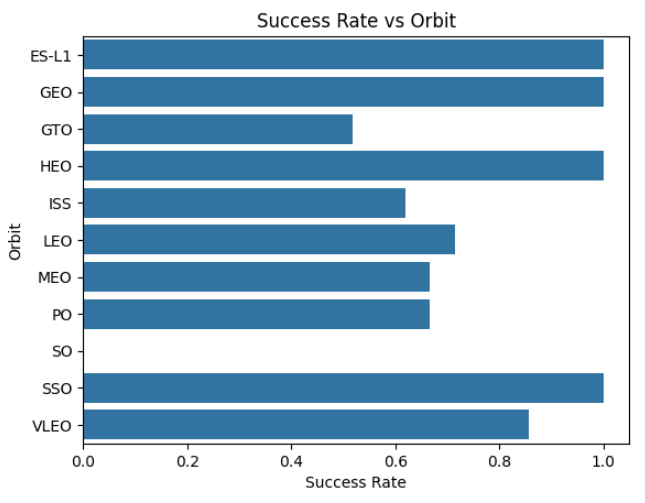 Success Rate vs Orbit
Orbit
ES-L1
GEO
GTO
HEO
ISS
LEO
MEO
PO
SO
SSO
VLEO
0.0 0.2 0.4 0.6 0.8 1.0
Success Rate